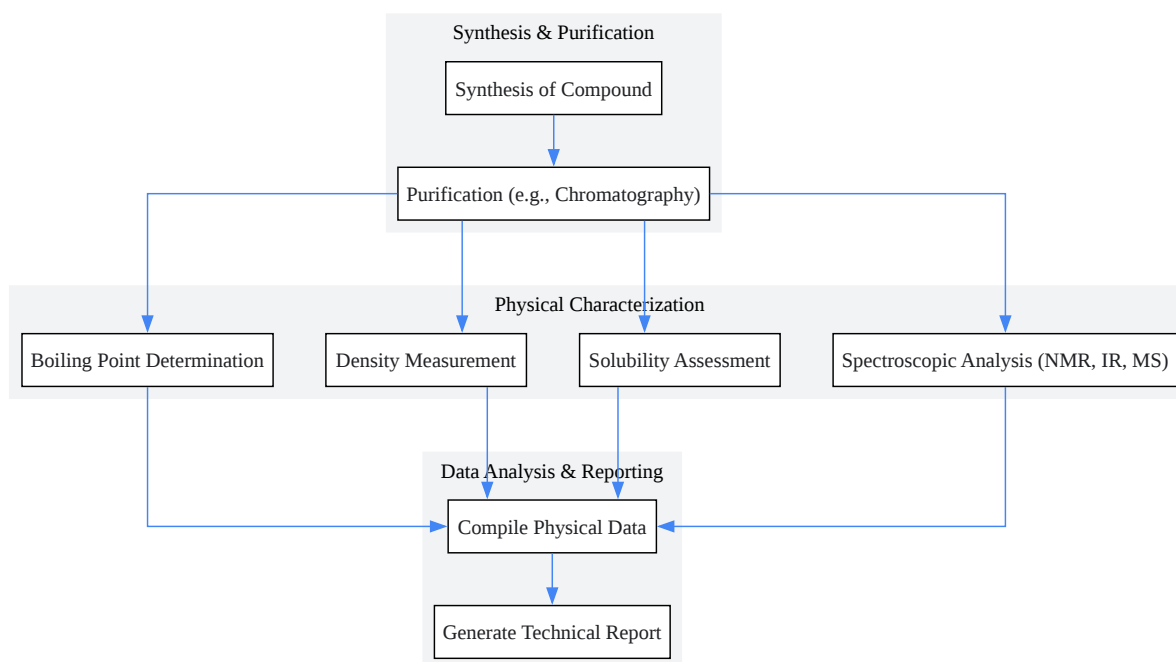 Synthesis & Purification
Synthesis of Compound
Purification (e.g., Chromatography)
Physical Characterization
Boiling Point Determination
Density Measurement
Solubility Assessment
Spectroscopic Analysis (NMR, IR, MS)
Data Analysis & Reporting
Compile Physical Data
Generate Technical Report